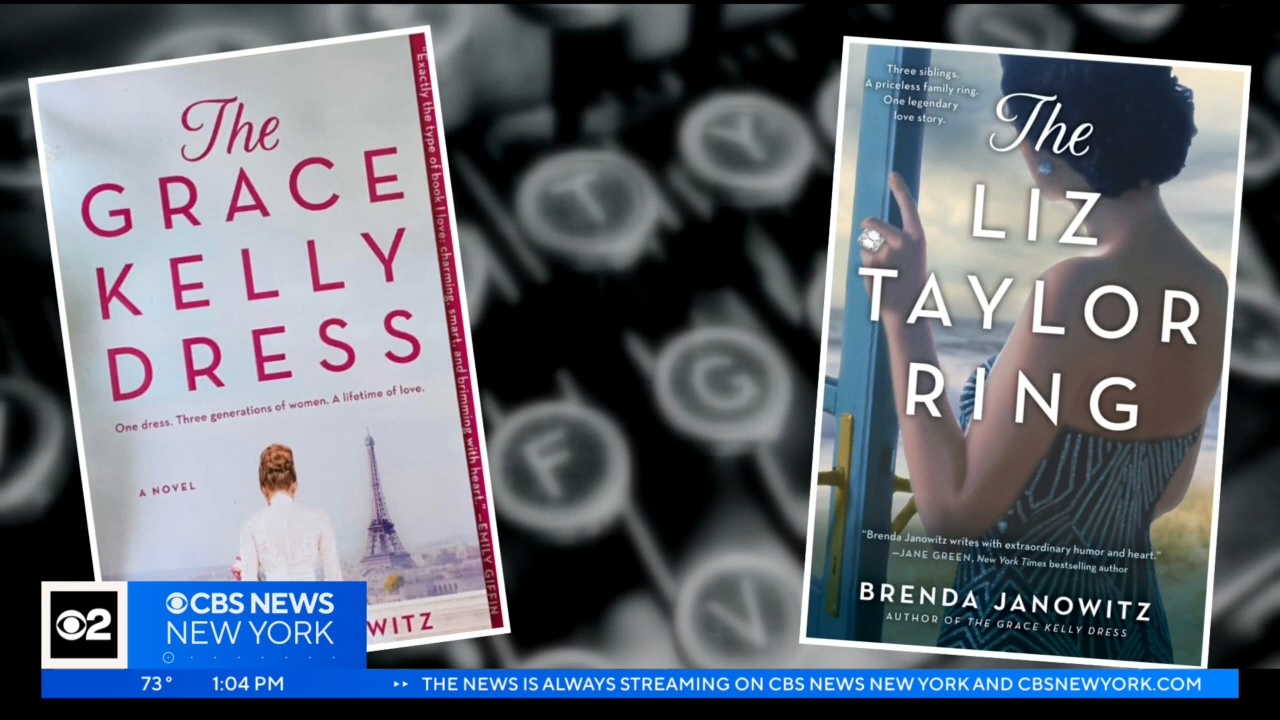 The
GRACE
KELLY
DRESS
One dress. Three generations of women. A lifetime of love.
A NOVEL
WITZ
"Exactly the type of book I love: charming, smart, and brimming with heart." —EMILY GIFFIN
Three siblings.
A priceless family ring.
One legendary
love story.
The
LIZ
TAYLOR
RING
"Brenda Janowitz writes with extraordinary humor and heart."
—JANE GREEN, New York Times bestselling author
BRENDA JANOWITZ
AUTHOR OF THE GRACE KELLY DRESS
T
Y
F
G
V
2
CBS NEWS
NEW YORK
73° 1:04 PM THE NEWS IS ALWAYS STREAMING ON CBS NEWS NEW YORK AND CBSNEWYORK.COM